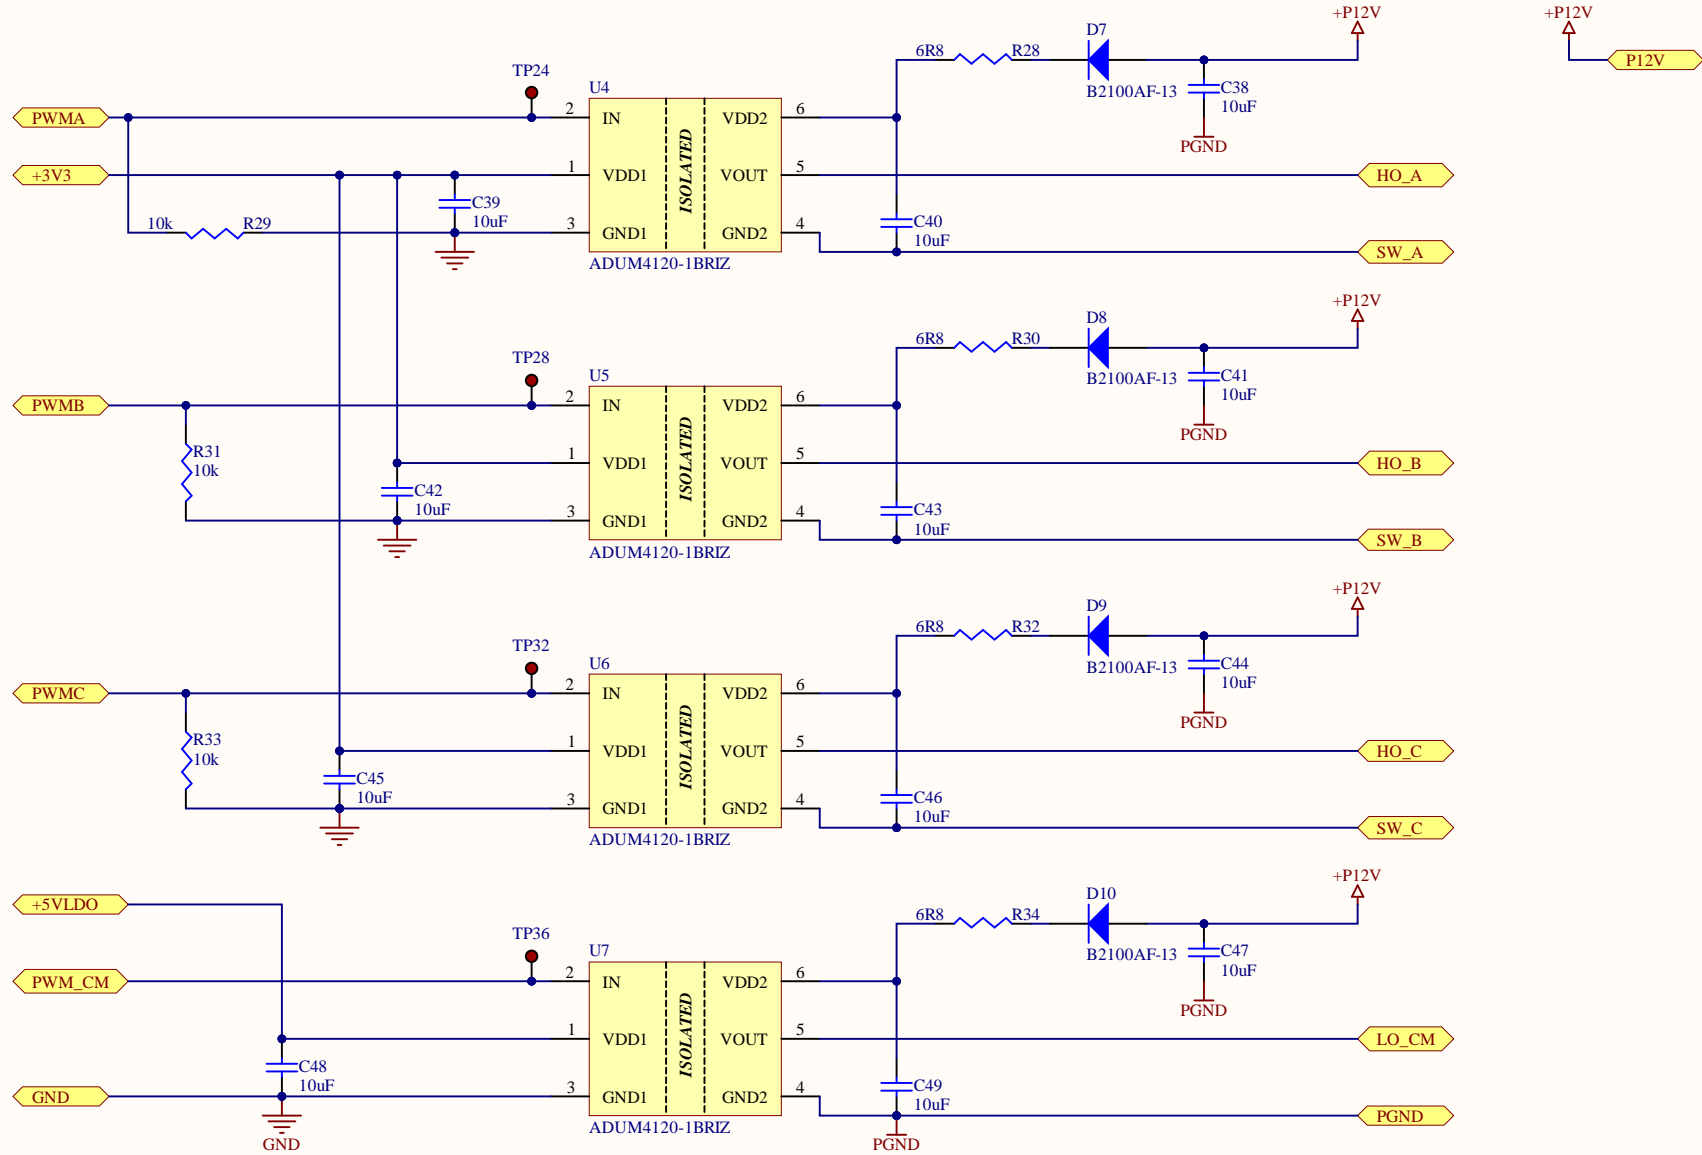 +P12V
+P12V
D7
6R8
R28
P12V
TP24
U4
B2100AF-13
C38
10uF
PWMA
2
IN
VDD2
6
PGND
ISOLATED
+3V3
1
VDD1
VOUT
5
HO_A
C39
10uF
10k
R29
3
GND1
GND2
4
C40
10uF
SW_A
ADUM4120-1BRIZ
+P12V
D8
6R8
R30
TP28
U5
B2100AF-13
C41
10uF
PWMB
2
IN
VDD2
6
PGND
ISOLATED
R31
10k
1
VDD1
VOUT
5
HO_B
C42
10uF
3
GND1
GND2
4
C43
10uF
SW_B
ADUM4120-1BRIZ
+P12V
D9
6R8
R32
TP32
U6
B2100AF-13
C44
10uF
PWMC
2
IN
VDD2
6
PGND
ISOLATED
R33
10k
1
VDD1
VOUT
5
HO_C
C45
10uF
3
GND1
GND2
4
C46
10uF
SW_C
ADUM4120-1BRIZ
+P12V
D10
+5VLDO
6R8
R34
TP36
U7
B2100AF-13
C47
10uF
PWM_CM
2
IN
VDD2
6
PGND
ISOLATED
1
VDD1
VOUT
5
LO_CM
C48
10uF
GND
3
GND1
GND2
4
C49
10uF
PGND
ADUM4120-1BRIZ
GND
PGND